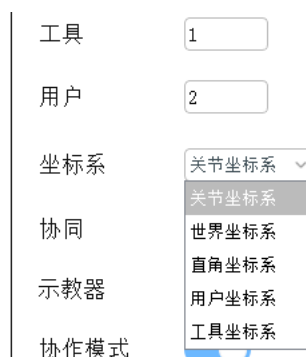 工具 1
用户 2
坐标系 关节坐标系
关节坐标系
协同 世界坐标系
直角坐标系
示教器 用户坐标系
工具坐标系
协作模式